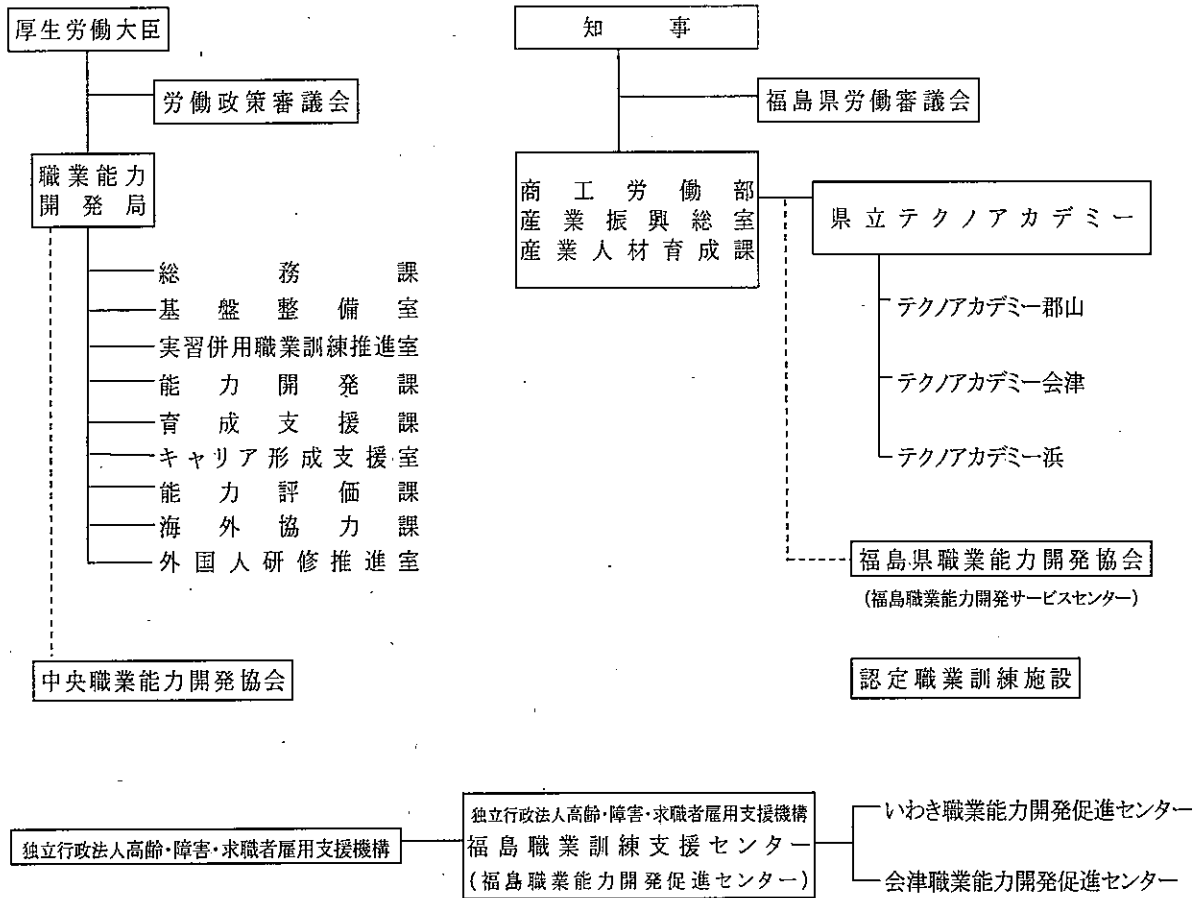 厚生労働大臣
労働政策審議会
職業能力
開発局
総務課
基盤整備室
実習併用職業訓練推進室
能力開発課
育成支援課
キャリア形成支援室
能力評価課
海外協力課
外国人研修推進室
中央職業能力開発協会
知事
福島県労働審議会
商工労働部
産業振興総室
産業人材育成課
県立テクノアカデミー
テクノアカデミー郡山
テクノアカデミー会津
テクノアカデミー浜
福島県職業能力開発協会
(福島職業能力開発サービスセンター)
認定職業訓練施設
独立行政法人高齢・障害・求職者雇用支援機構
独立行政法人高齢・障害・求職者雇用支援機構
福島職業訓練支援センター
(福島職業能力開発促進センター)
いわき職業能力開発促進センター
会津職業能力開発促進センター